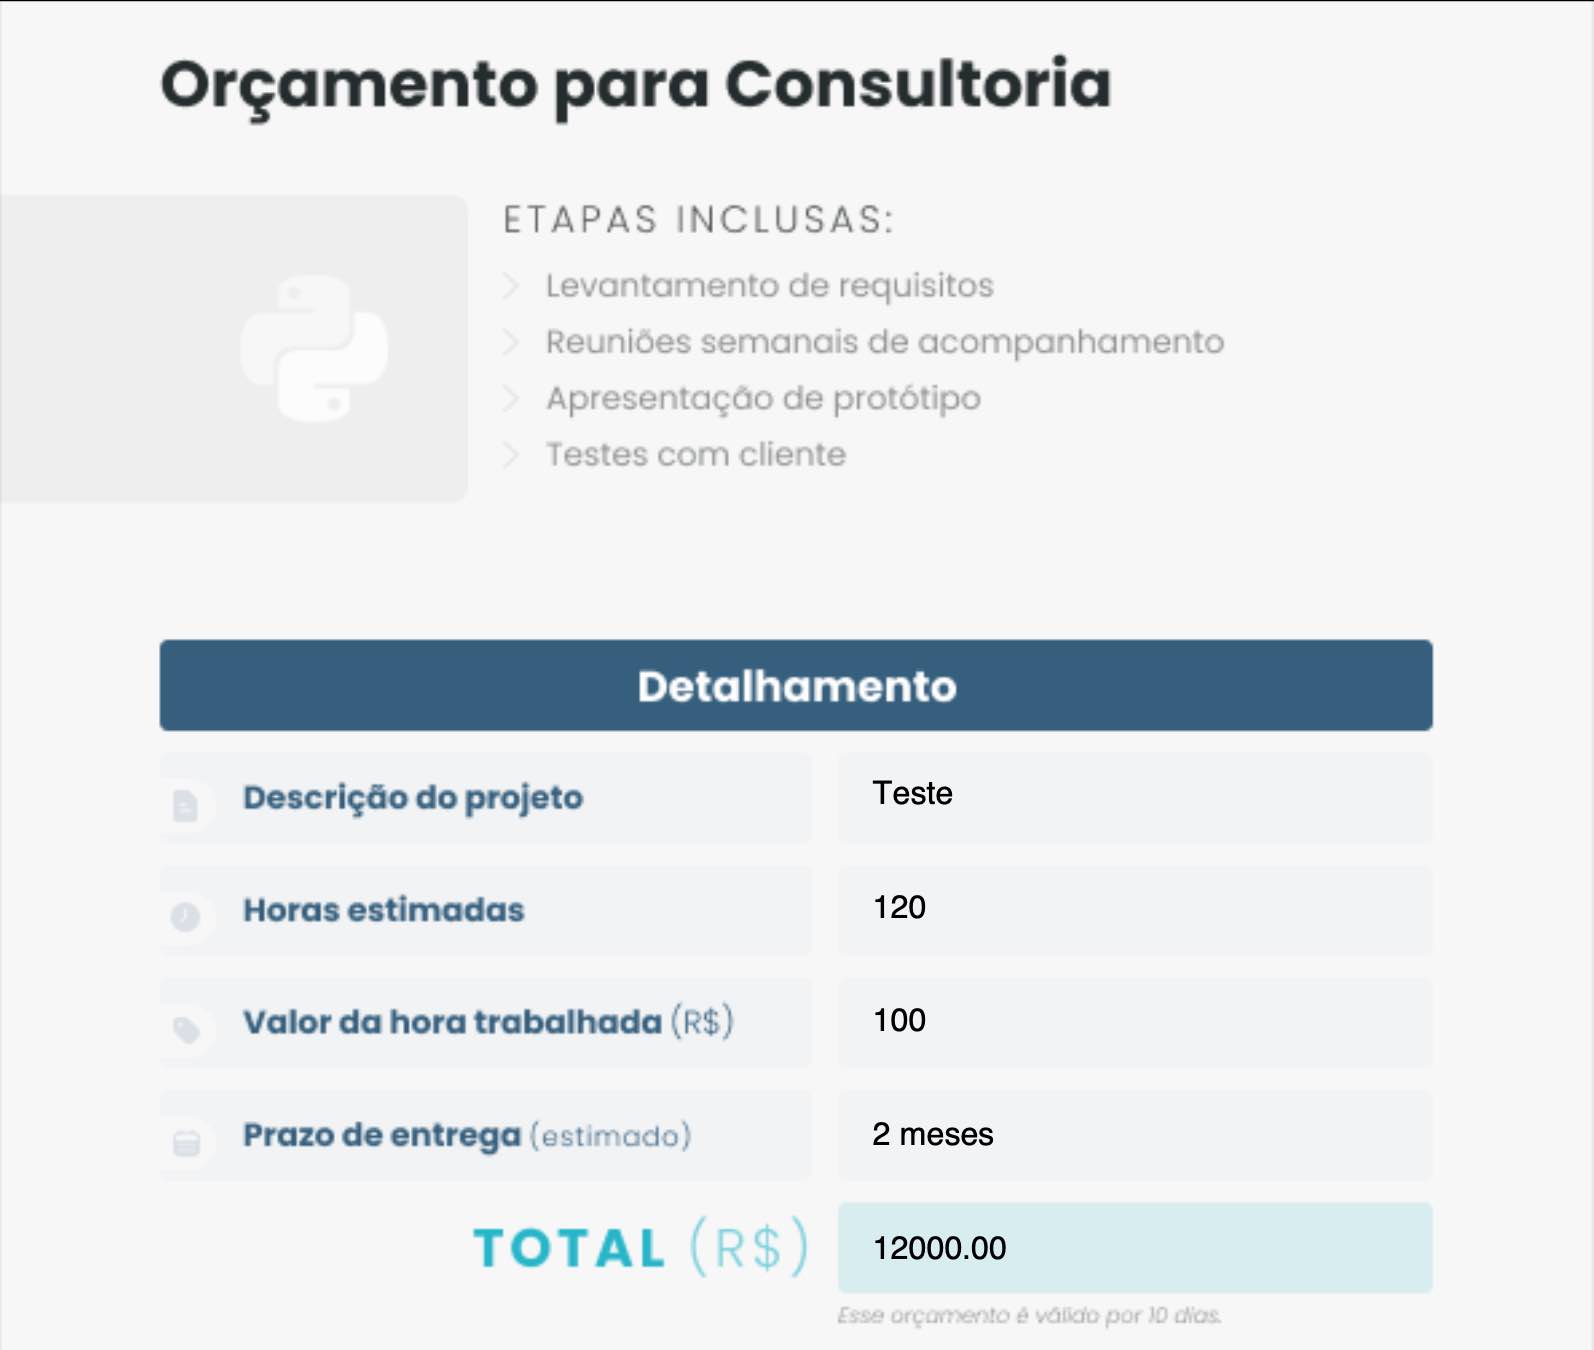 Orçamento para Consultoria
ETAPAS INCLUSAS:
Levantamento de requisitos
Reuniões semanais de acompanhamento
Apresentação de protótipo
Testes com cliente
Detalhamento
Descrição do projeto Teste
Horas estimadas 120
Valor da hora trabalhada (R$) 100
Prazo de entrega (estimado) 2 meses
TOTAL (R$) 12000.00
Esse orçamento é válido por 10 dias.